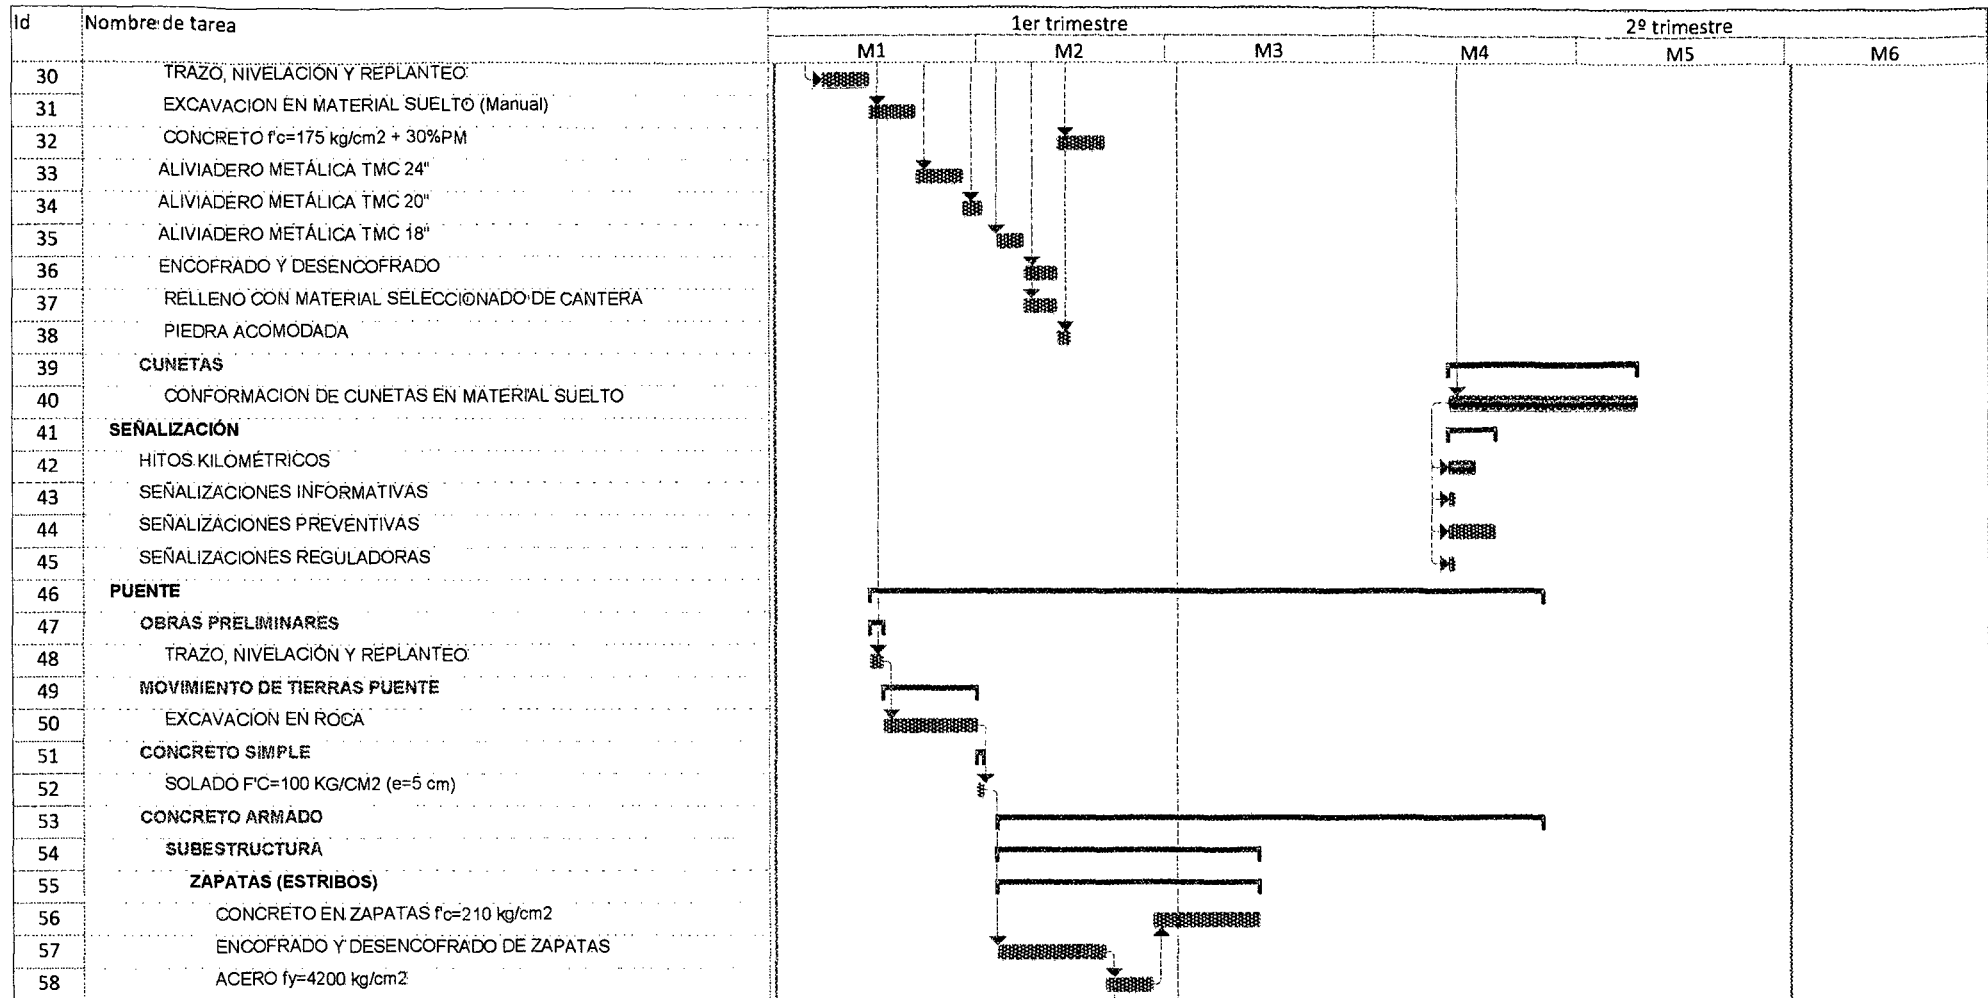 Id Nombre de tarea 1er trimestre 2º trimestre
M1 M2 M3 M4 M5 M6
30 TRAZO, NIVELACIÓN Y REPLANTEO
31 EXCAVACION EN MATERIAL SUELTO (Manual)
32 CONCRETO f'c=175 kg/cm2 + 30%PM
33 ALIVIADERO METÁLICA TMC 24"
34 ALIVIADERO METÁLICA TMC 20"
35 ALIVIADERO METÁLICA TMC 18"
36 ENCOFRADO Y DESENCOFRADO
37 RELLENO CON MATERIAL SELECCIONADO DE CANTERA
38 PIEDRA ACOMODADA
39 CUNETAS
40 CONFORMACION DE CUNETAS EN MATERIAL SUELTO
41 SEÑALIZACIÓN
42 HITOS KILOMÉTRICOS
43 SEÑALIZACIONES INFORMATIVAS
44 SEÑALIZACIONES PREVENTIVAS
45 SEÑALIZACIONES REGULADORAS
46 PUENTE
47 OBRAS PRELIMINARES
48 TRAZO, NIVELACIÓN Y REPLANTEO
49 MOVIMIENTO DE TIERRAS PUENTE
50 EXCAVACION EN ROCA
51 CONCRETO SIMPLE
52 SOLADO F'C=100 KG/CM2 (e=5 cm)
53 CONCRETO ARMADO
54 SUBESTRUCTURA
55 ZAPATAS (ESTRIBOS)
56 CONCRETO EN ZAPATAS f'c=210 kg/cm2
57 ENCOFRADO Y DESENCOFRADO DE ZAPATAS
58 ACERO fy=4200 kg/cm2